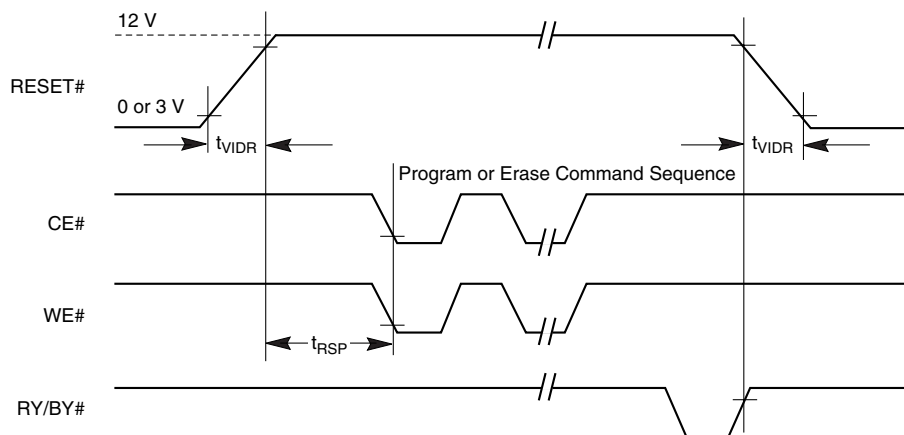 12 V
RESET#
0 or 3 V
tVIDR
tVIDR
Program or Erase Command Sequence
CE#
WE#
tRSP
RY/BY#